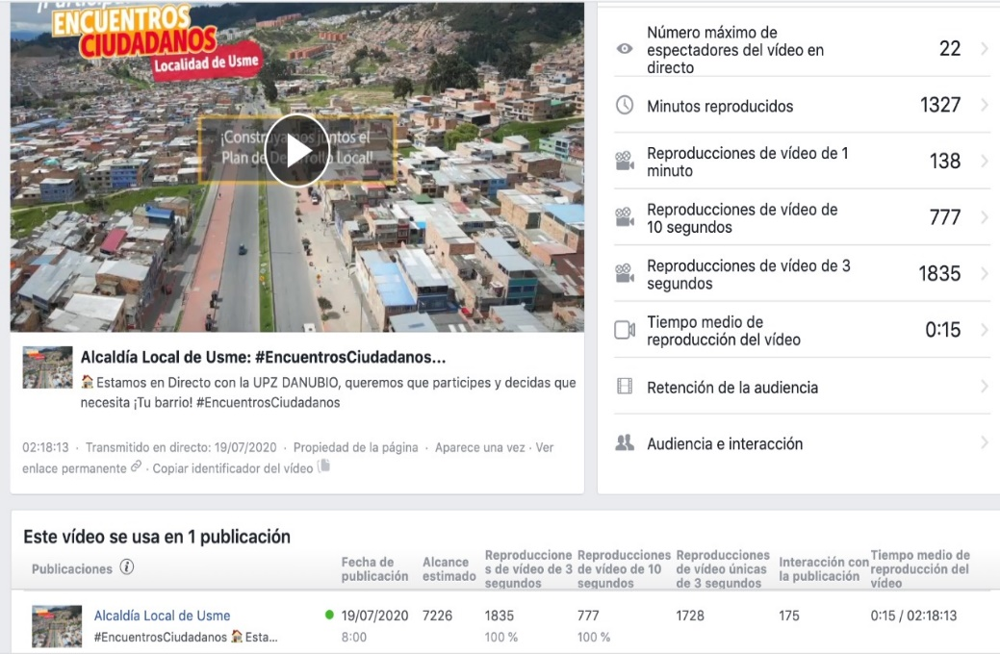 ¡Participa
ENCUENTROS
CIUDADANOS
Localidad de Usme
¡Construyamos juntos el
Plan de Desarrollo Local!
Alcaldía Local de Usme: #EncuentrosCiudadanos...
Estamos en Directo con la UPZ DANUBIO, queremos que participes y decidas que
necesita ¡Tu barrio! #EncuentrosCiudadanos
02:18:13 · Transmitido en directo: 19/07/2020 · Propiedad de la página · Aparece una vez · Ver
enlace permanente · Copiar identificador del vídeo
Número máximo de
espectadores del vídeo en
directo
22
Minutos reproducidos
1327
Reproducciones de vídeo de 1
minuto
138
Reproducciones de vídeo de
10 segundos
777
Reproducciones de vídeo de 3
segundos
1835
Tiempo medio de
reproducción del vídeo
0:15
Retención de la audiencia
Audiencia e interacción
Este vídeo se usa en 1 publicación
Publicaciones
Fecha de
publicación
Alcance
estimado
Reproduccione
s de vídeo de 3
segundos
Reproducciones
de vídeo de 10
segundos
Reproducciones
de vídeo únicas
de 3 segundos
Interacción con
la publicación
Tiempo medio de
reproducción del
vídeo
Alcaldía Local de Usme
#EncuentrosCiudadanos Esta...
19/07/2020
8:00
7226
1835
100 %
777
100 %
1728
175
0:15 / 02:18:13